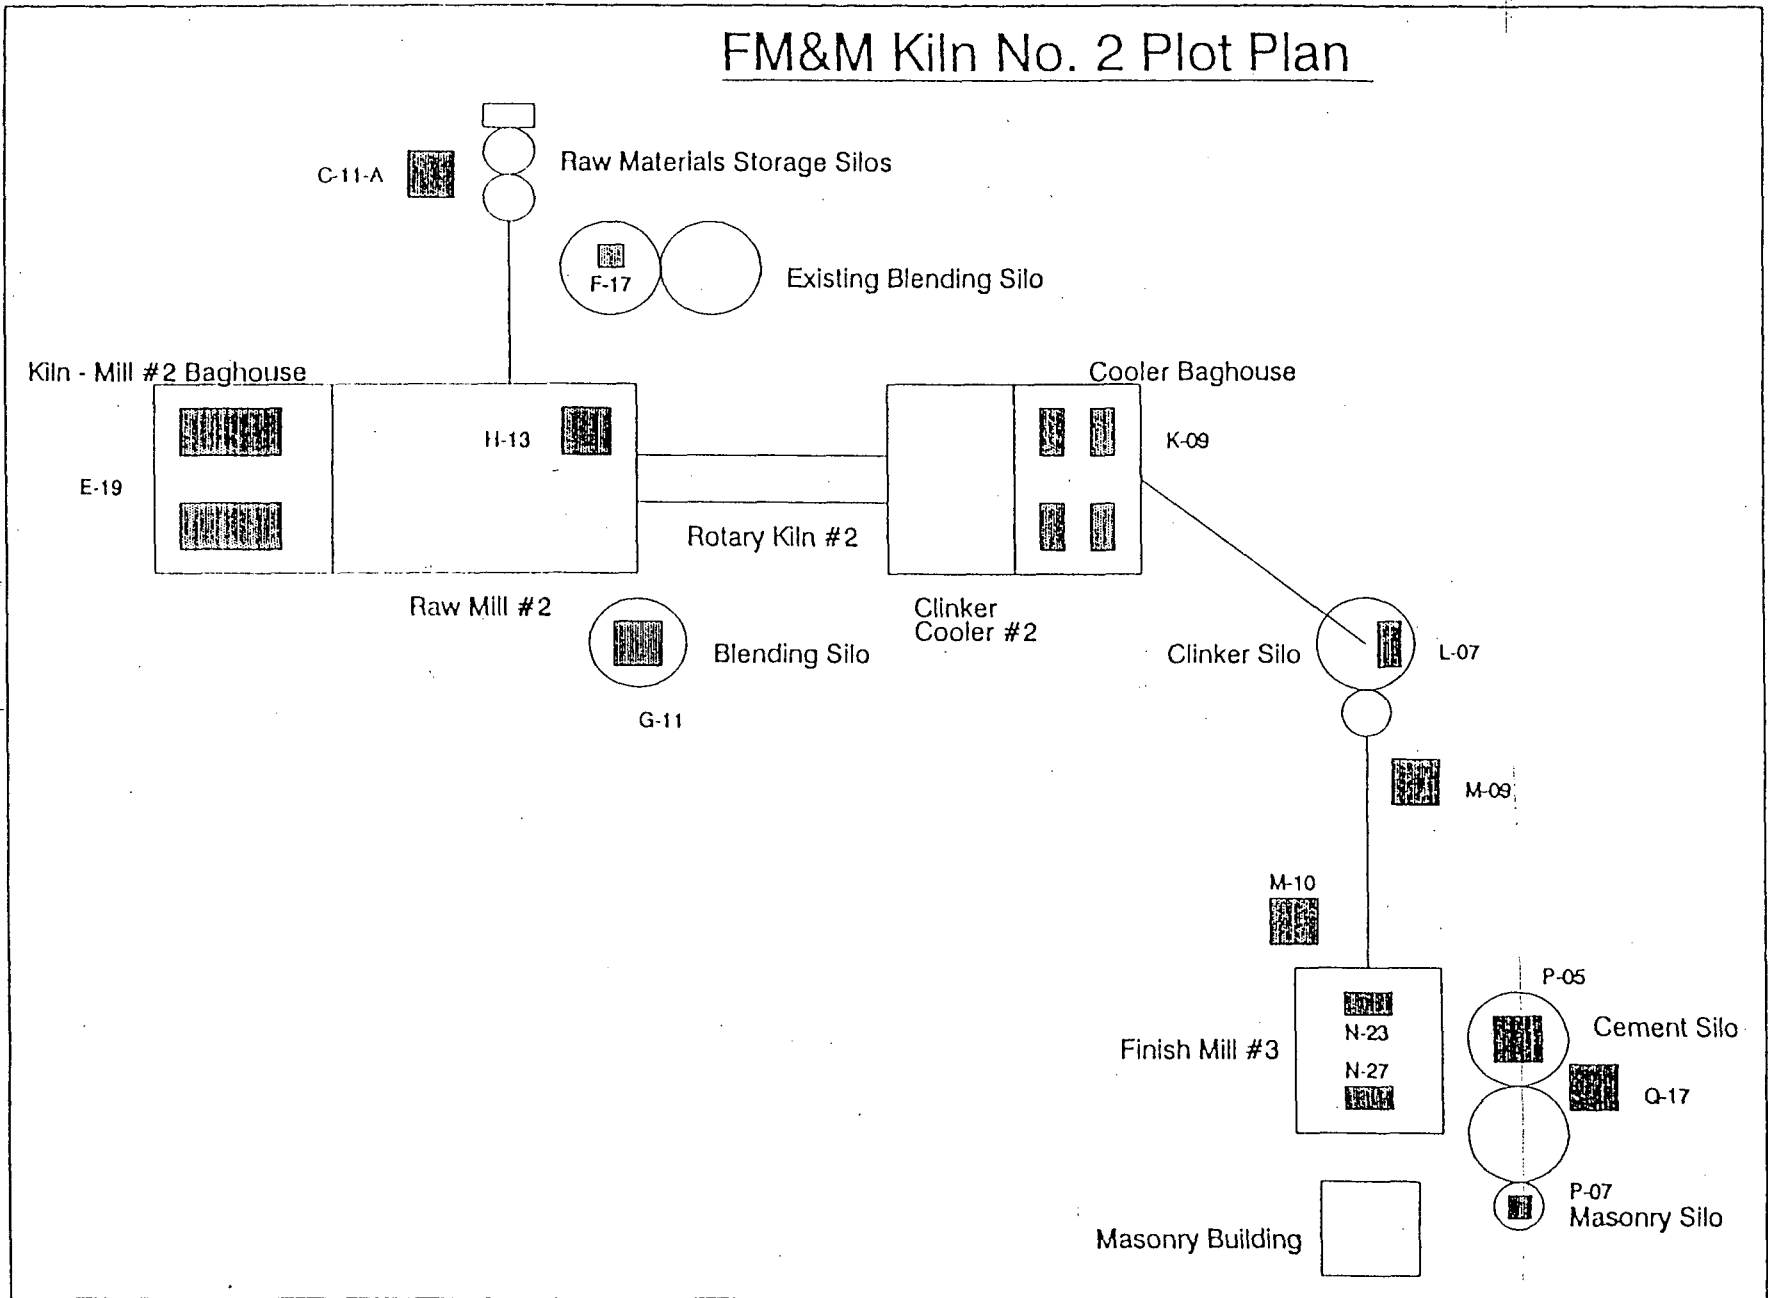 FM&M Kiln No. 2 Plot Plan
C-11-A
Raw Materials Storage Silos
F-17
Existing Blending Silo
Kiln - Mill #2 Baghouse
Cooler Baghouse
H-13
K-09
E-19
Rotary Kiln #2
Raw Mill #2
Clinker
Cooler #2
Blending Silo
Clinker Silo
L-07
G-11
M-09
M-10
P-05
Cement Silo
N-23
Finish Mill #3
N-27
Q-17
P-07
Masonry Silo
Masonry Building